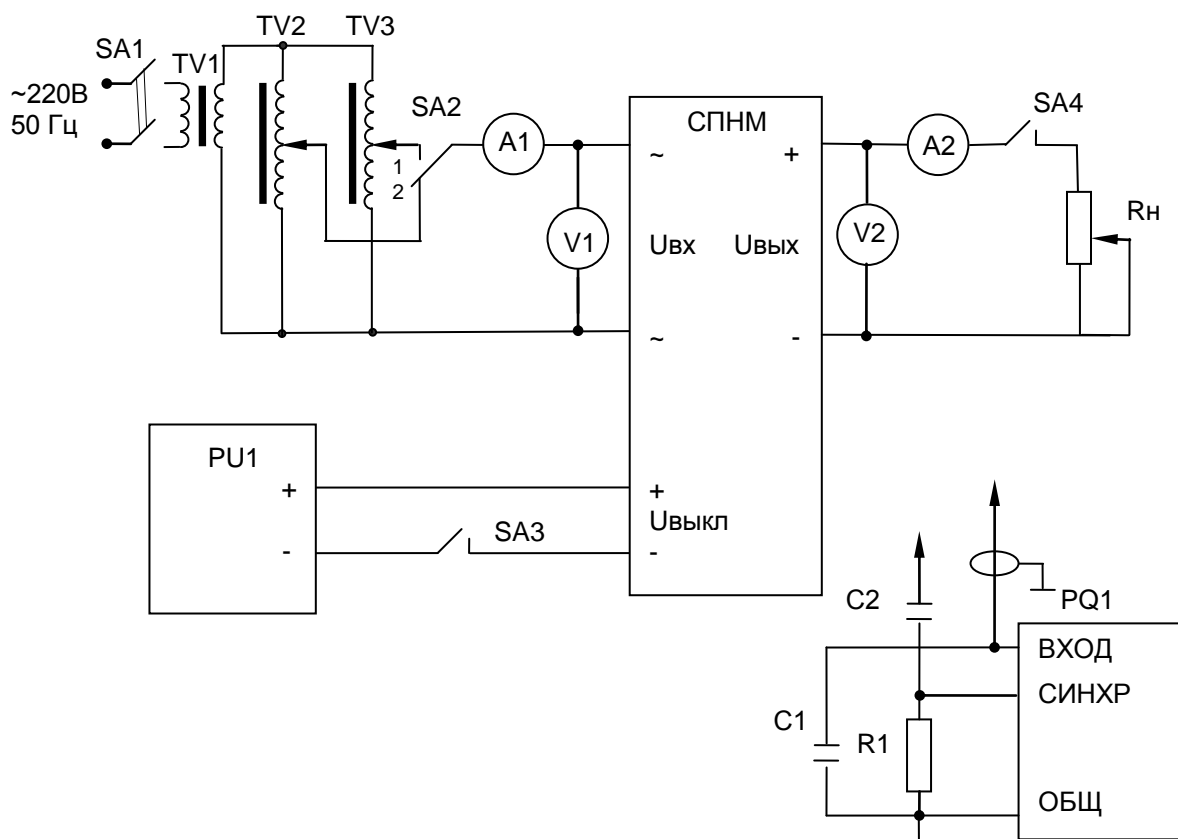 TV2
TV3
SA1
TV1
~220В
50 Гц
SA2
1
2
A1
V1
СПНМ
~
+
Uвх
Uвых
~
-
A2
SA4
V2
Rн
PU1
+
-
SA3
+
Uвыкл
-
C2
PQ1
ВХОД
СИНХР
C1
R1
ОБЩ